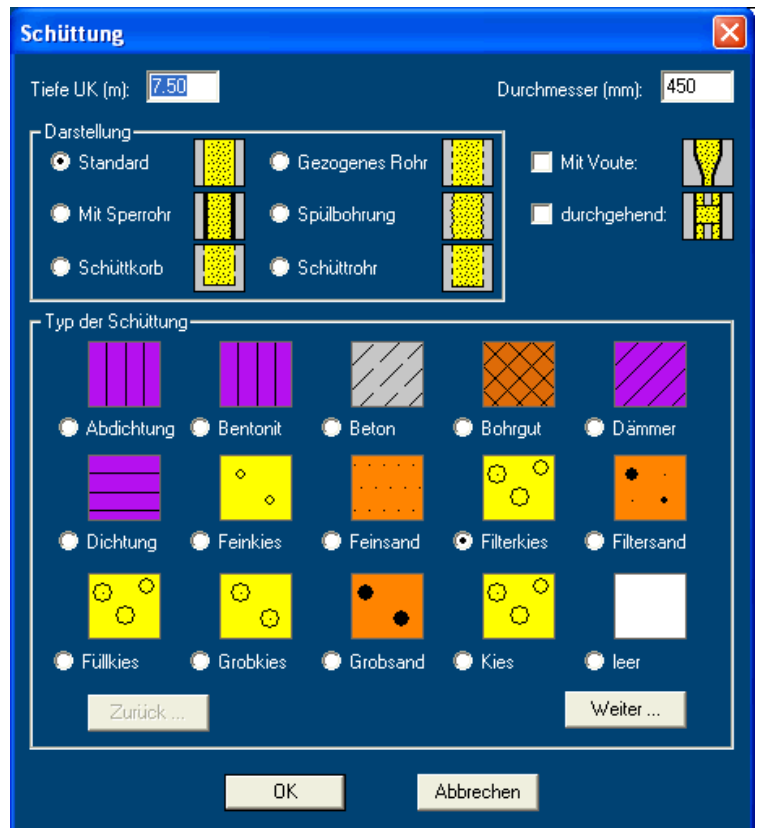 Schüttung
Tiefe UK (m): 7.50 Durchmesser (mm): 450
Darstellung
Standard Gezogenes Rohr Mit Voute:
Mit Sperrohr Spülbohrung durchgehend:
Schüttkorb Schüttrohr
Typ der Schüttung
Abdichtung Bentonit Beton Bohrgut Dämmer
Dichtung Feinkies Feinsand Filterkies Filtersand
Füllkies Grobkies Grobsand Kies leer
Zurück ... Weiter ...
OK Abbrechen